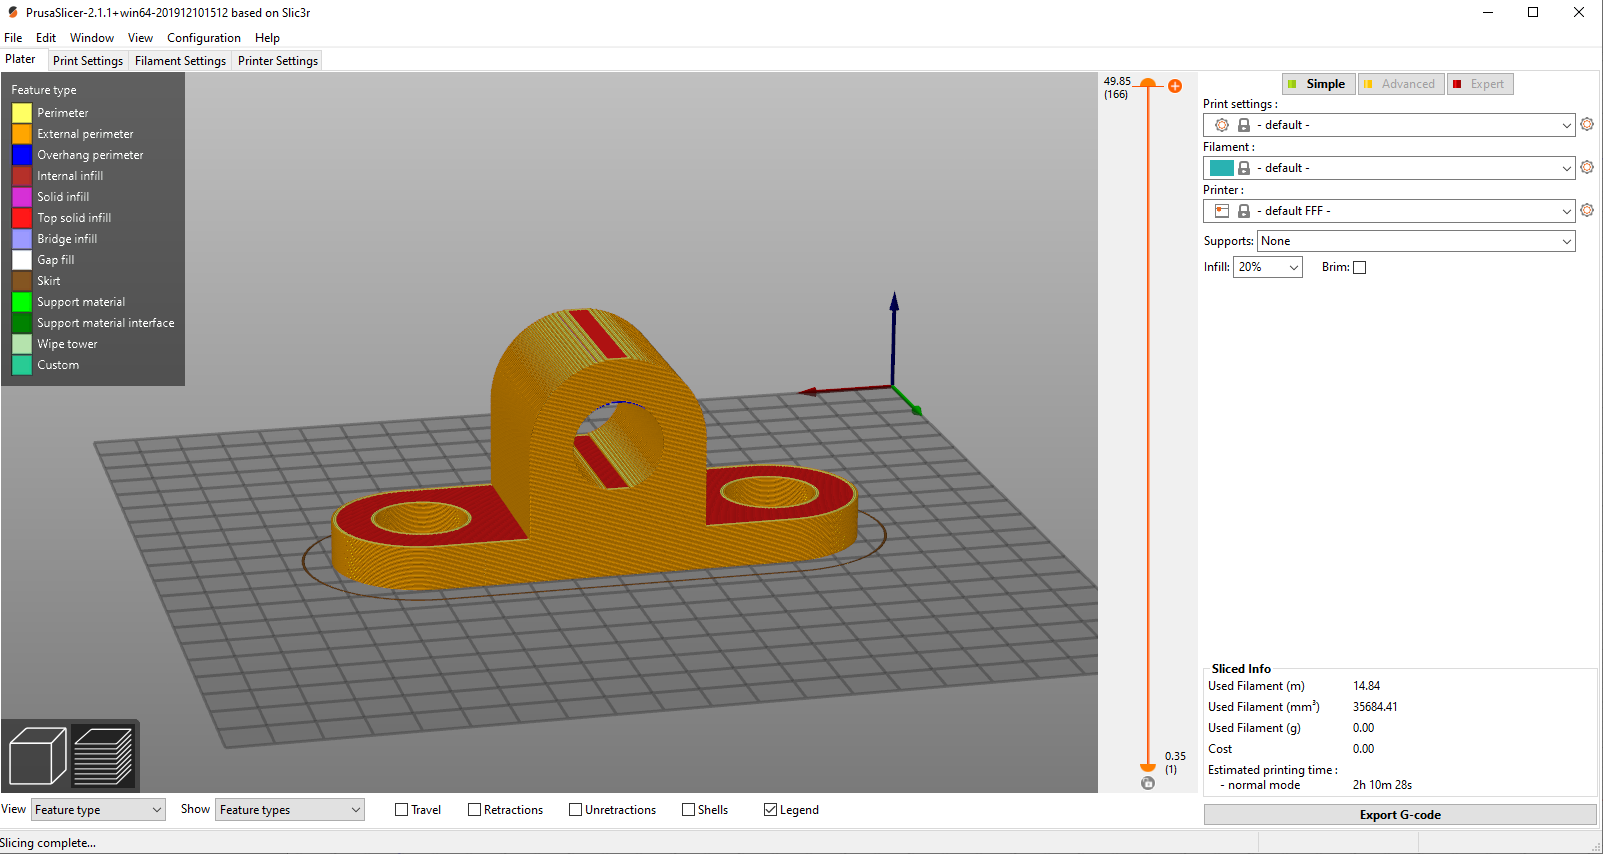 PrusaSlicer-2.1.1+win64-201912101512 based on Slic3r
File Edit Window View Configuration Help
Plater Print Settings Filament Settings Printer Settings
Feature type
Perimeter
External perimeter
Overhang perimeter
Internal infill
Solid infill
Top solid infill
Bridge infill
Gap fill
Skirt
Support material
Support material interface
Wipe tower
Custom
49.85
(166)
0.35
(1)
Simple Advanced Expert
Print settings :
- default -
Filament :
- default -
Printer :
- default FFF -
Supports: None
Infill: 20% Brim:
Sliced Info
Used Filament (m) 14.84
Used Filament (mm³) 35684.41
Used Filament (g) 0.00
Cost 0.00
Estimated printing time :
- normal mode 2h 10m 28s
Export G-code
View Feature type Show Feature types Travel Retractions Unretractions Shells Legend
Slicing complete...